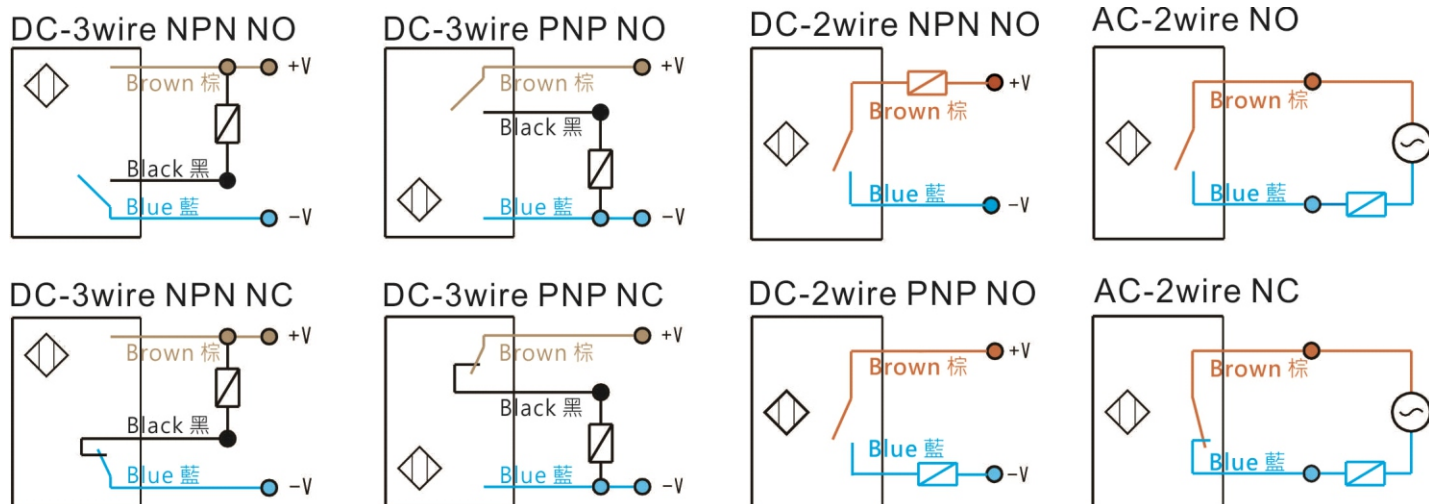 DC-3wire NPN NO
+V
Brown 棕
Black 黑
Blue 藍
-V
DC-3wire PNP NO
+V
Brown 棕
Black 黑
Blue 藍
-V
DC-2wire NPN NO
+V
Brown 棕
Blue 藍
-V
AC-2wire NO
Brown 棕
Blue 藍
DC-3wire NPN NC
+V
Brown 棕
Black 黑
Blue 藍
-V
DC-3wire PNP NC
+V
Brown 棕
Black 黑
Blue 藍
-V
DC-2wire PNP NO
+V
Brown 棕
Blue 藍
-V
AC-2wire NC
Brown 棕
Blue 藍